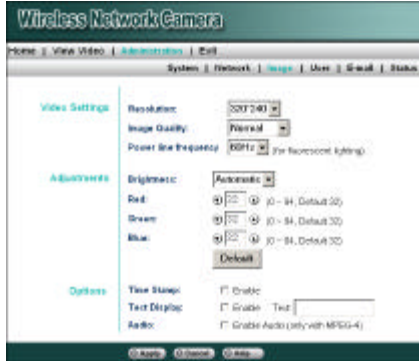 Wireless Network Camera
Home | View Video | Administration | Exit
System | Network | Image | User | E-mail | Status
Video Settings
Resolution: 320*240
Image Quality: Normal
Power line frequency 60Hz (for fluorescent lighting)
Adjustments
Brightness: Automatic
Red: 32 (0 ~ 64, Default 32)
Green: 32 (0 ~ 64, Default 32)
Blue: 32 (0 ~ 64, Default 32)
Default
Options
Time Stamp: Enable
Text Display: Enable Text
Audio: Enable Audio (only with MPEG-4)
Apply Cancel Help